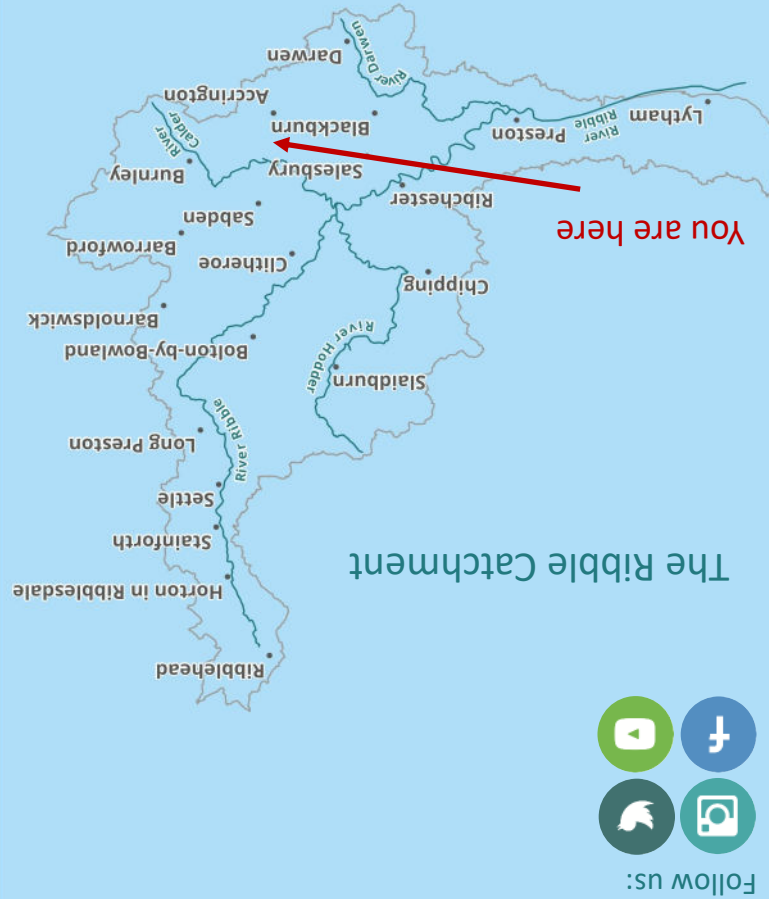 Follow us:
Ribblehead
Horton in Ribblesdale
The Ribble Catchment
Stainforth
Settle
Long Preston
River Ribble
Slaidburn
River Hodder
Bolton-by-Bowland
Barnoldswick
Chipping
Clitheroe
Barrowford
You are here
Sabden
Ribchester
Salesbury
Burnley
River
Calder
Lytham
River
Ribble
Preston
Blackburn
Accrington
River Darwen
Darwen